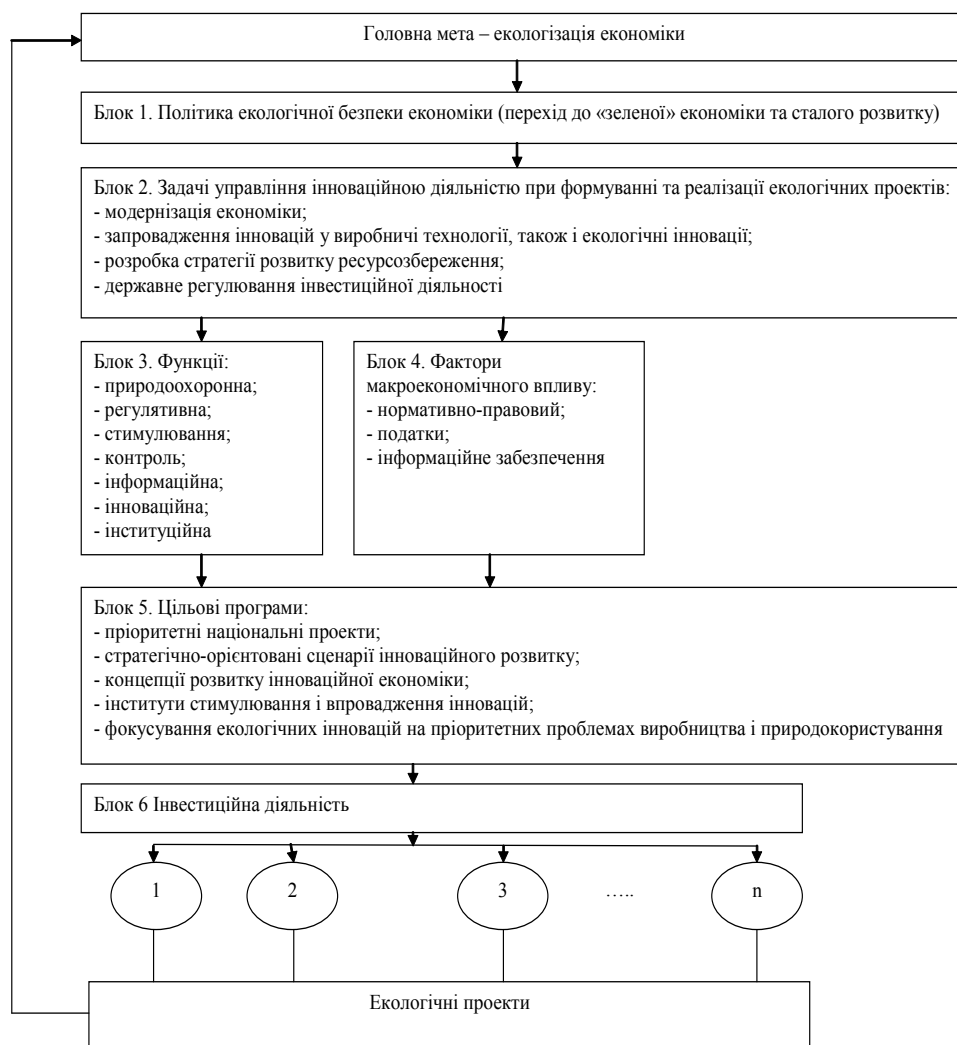 Головна мета – екологізація економіки
Блок 1. Політика екологічної безпеки економіки (перехід до «зеленої» економіки та сталого розвитку)
Блок 2. Задачі управління інноваційною діяльністю при формуванні та реалізації екологічних проектів:
- модернізація економіки;
- запровадження інновацій у виробничі технології, також і екологічні інновації;
- розробка стратегії розвитку ресурсозбереження;
- державне регулювання інвестиційної діяльності
Блок 3. Функції:
- природоохоронна;
- регулятивна;
- стимулювання;
- контроль;
- інформаційна;
- інноваційна;
- інституційна
Блок 4. Фактори
макроекономічного впливу:
- нормативно-правовий;
- податки;
- інформаційне забезпечення
Блок 5. Цільові програми:
- пріоритетні національні проекти;
- стратегічно-орієнтовані сценарії інноваційного розвитку;
- концепції розвитку інноваційної економіки;
- інститути стимулювання і впровадження інновацій;
- фокусування екологічних інновацій на пріоритетних проблемах виробництва і природокористування
Блок 6 Інвестиційна діяльність
1 2 3 ….. n
Екологічні проекти